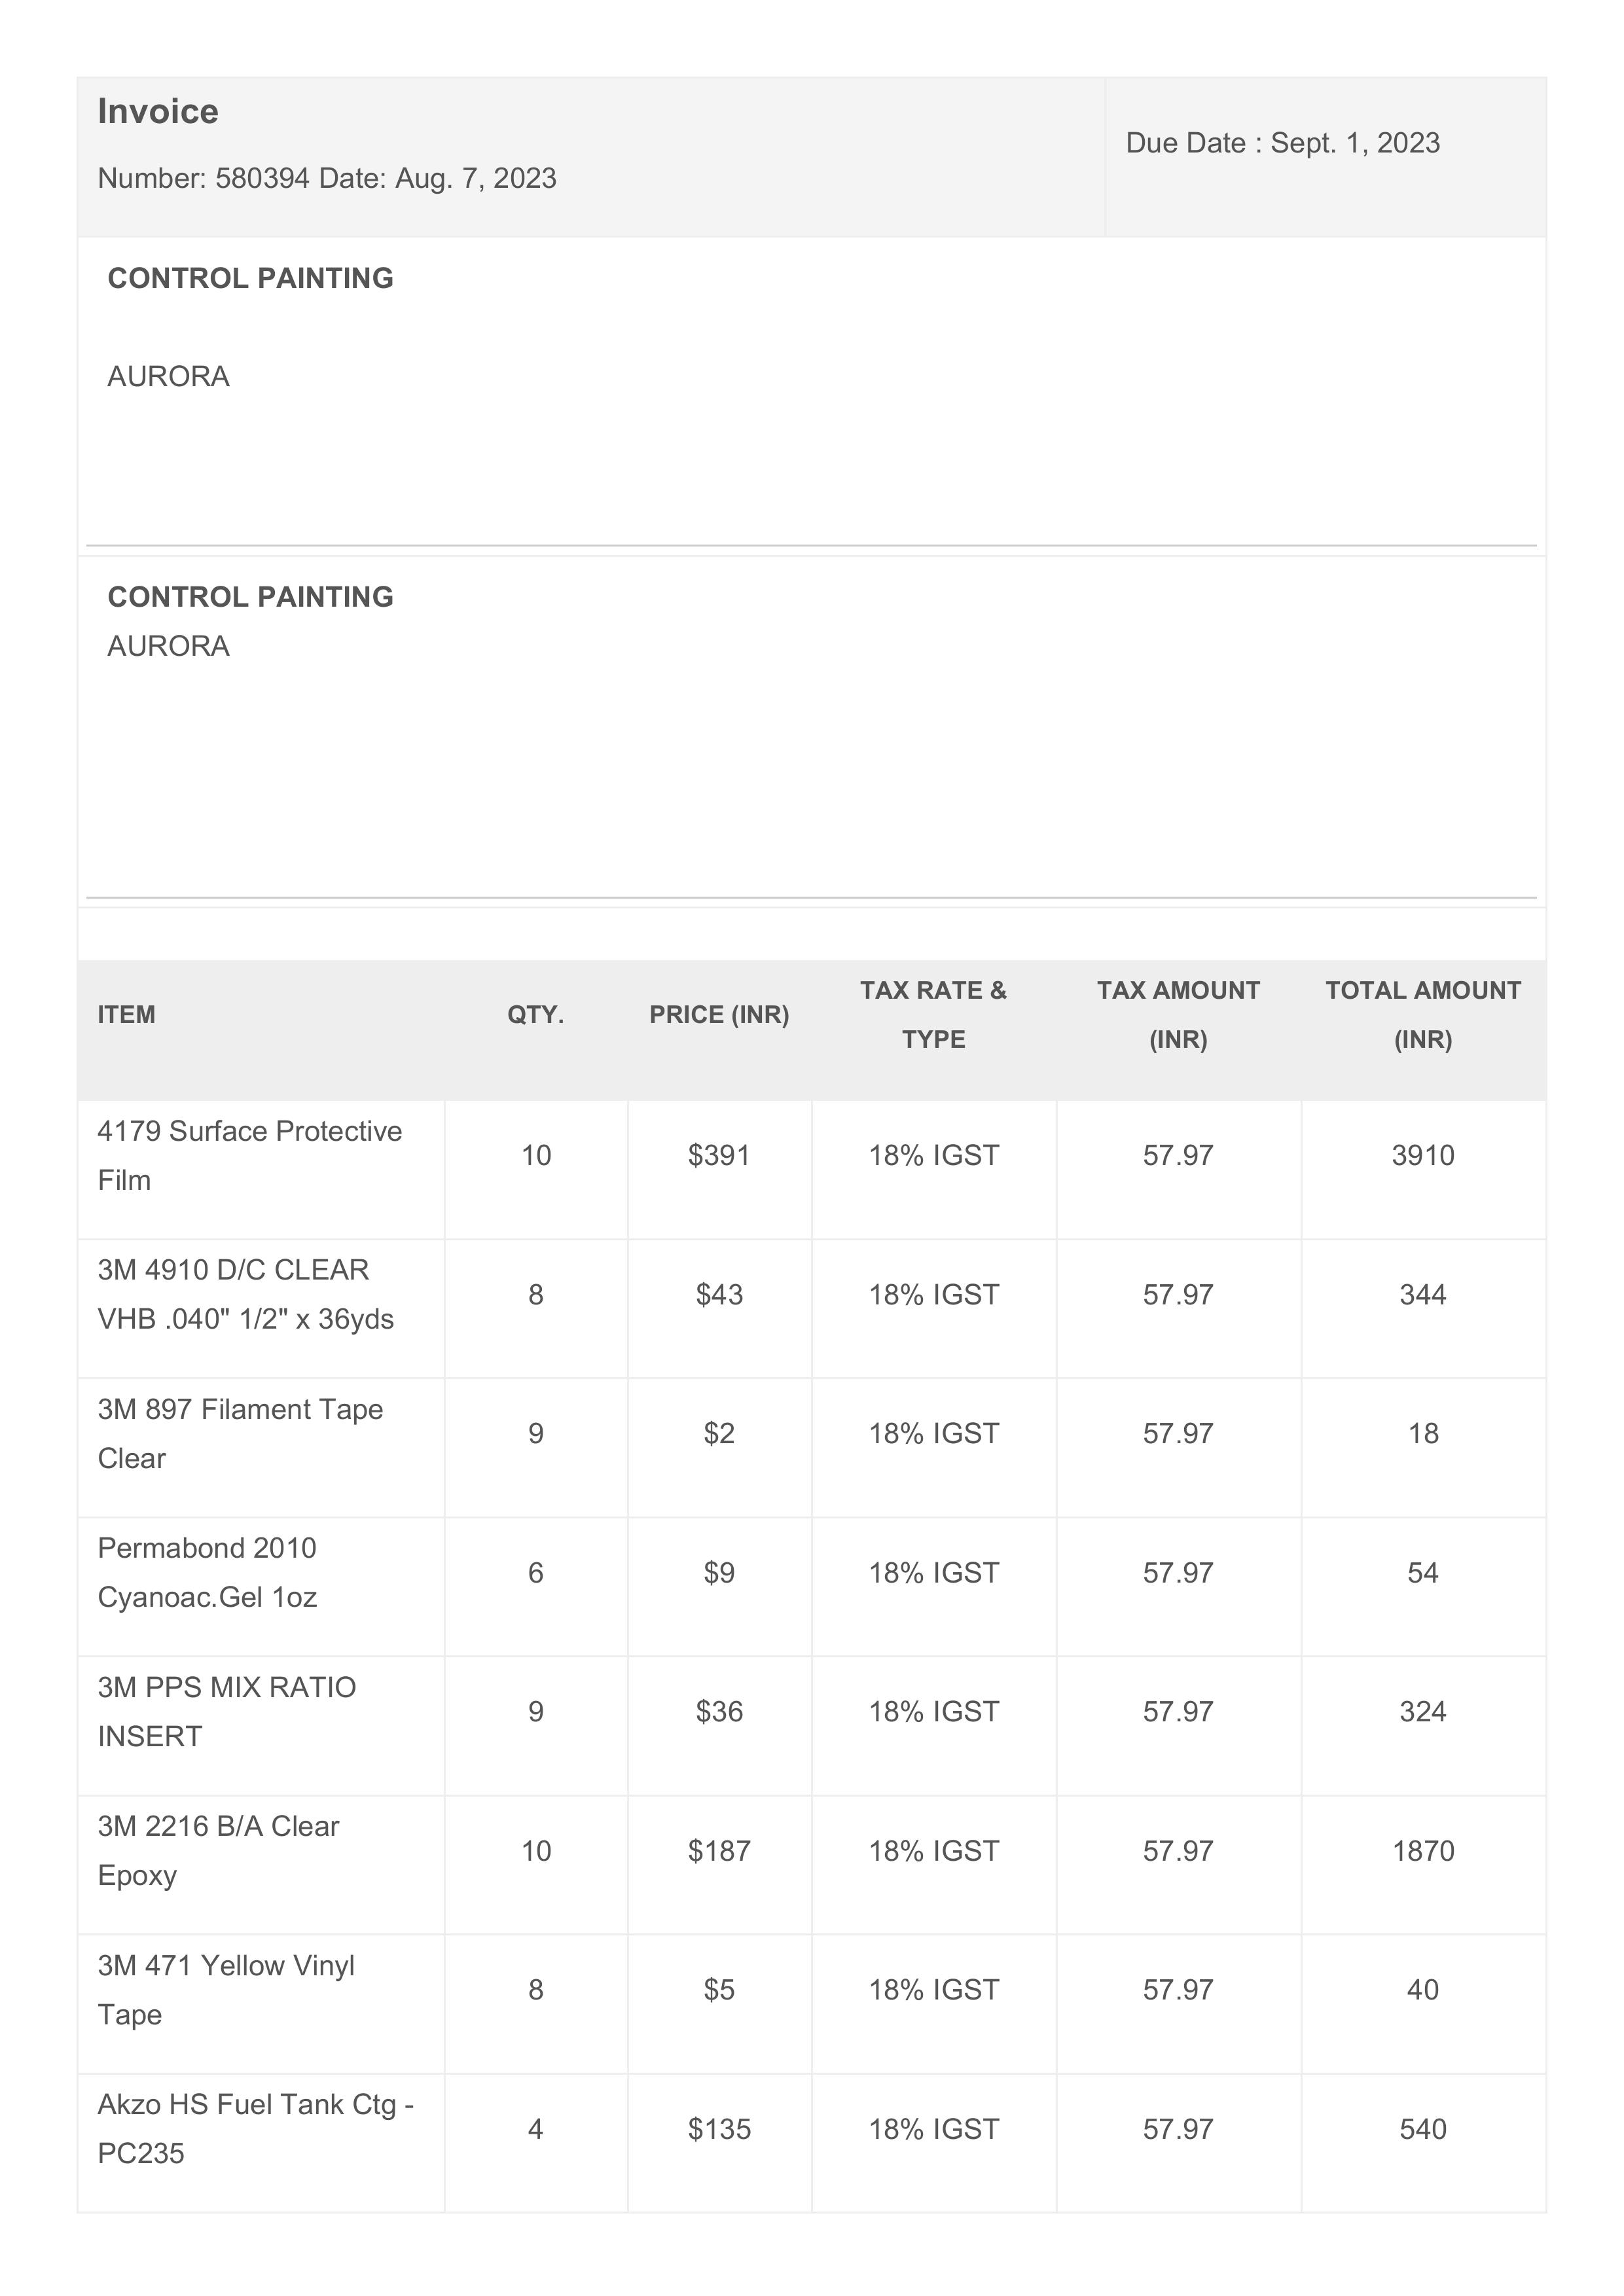 Invoice
Number: 580394 Date: Aug. 7, 2023
Due Date : Sept. 1, 2023
CONTROL PAINTING
AURORA
CONTROL PAINTING
AURORA
ITEM QTY. PRICE (INR) TAX RATE & TYPE TAX AMOUNT (INR) TOTAL AMOUNT (INR)
4179 Surface Protective Film 10 $391 18% IGST 57.97 3910
3M 4910 D/C CLEAR VHB .040" 1/2" x 36yds 8 $43 18% IGST 57.97 344
3M 897 Filament Tape Clear 9 $2 18% IGST 57.97 18
Permabond 2010 Cyanoac.Gel 1oz 6 $9 18% IGST 57.97 54
3M PPS MIX RATIO INSERT 9 $36 18% IGST 57.97 324
3M 2216 B/A Clear Epoxy 10 $187 18% IGST 57.97 1870
3M 471 Yellow Vinyl Tape 8 $5 18% IGST 57.97 40
Akzo HS Fuel Tank Ctg - PC235 4 $135 18% IGST 57.97 540